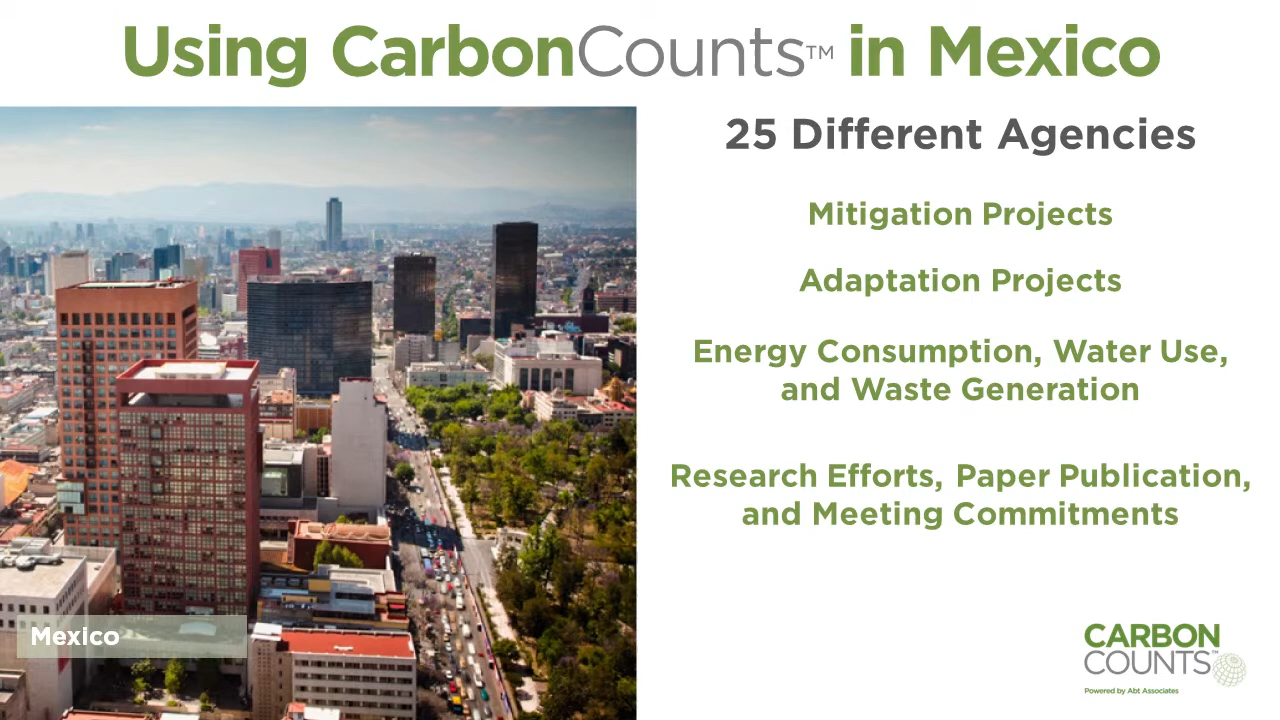 Using CarbonCounts™ in Mexico
25 Different Agencies
Mitigation Projects
Adaptation Projects
Energy Consumption, Water Use,
and Waste Generation
Research Efforts, Paper Publication,
and Meeting Commitments
Mexico
CARBON
COUNTS™
Powered by Abt Associates